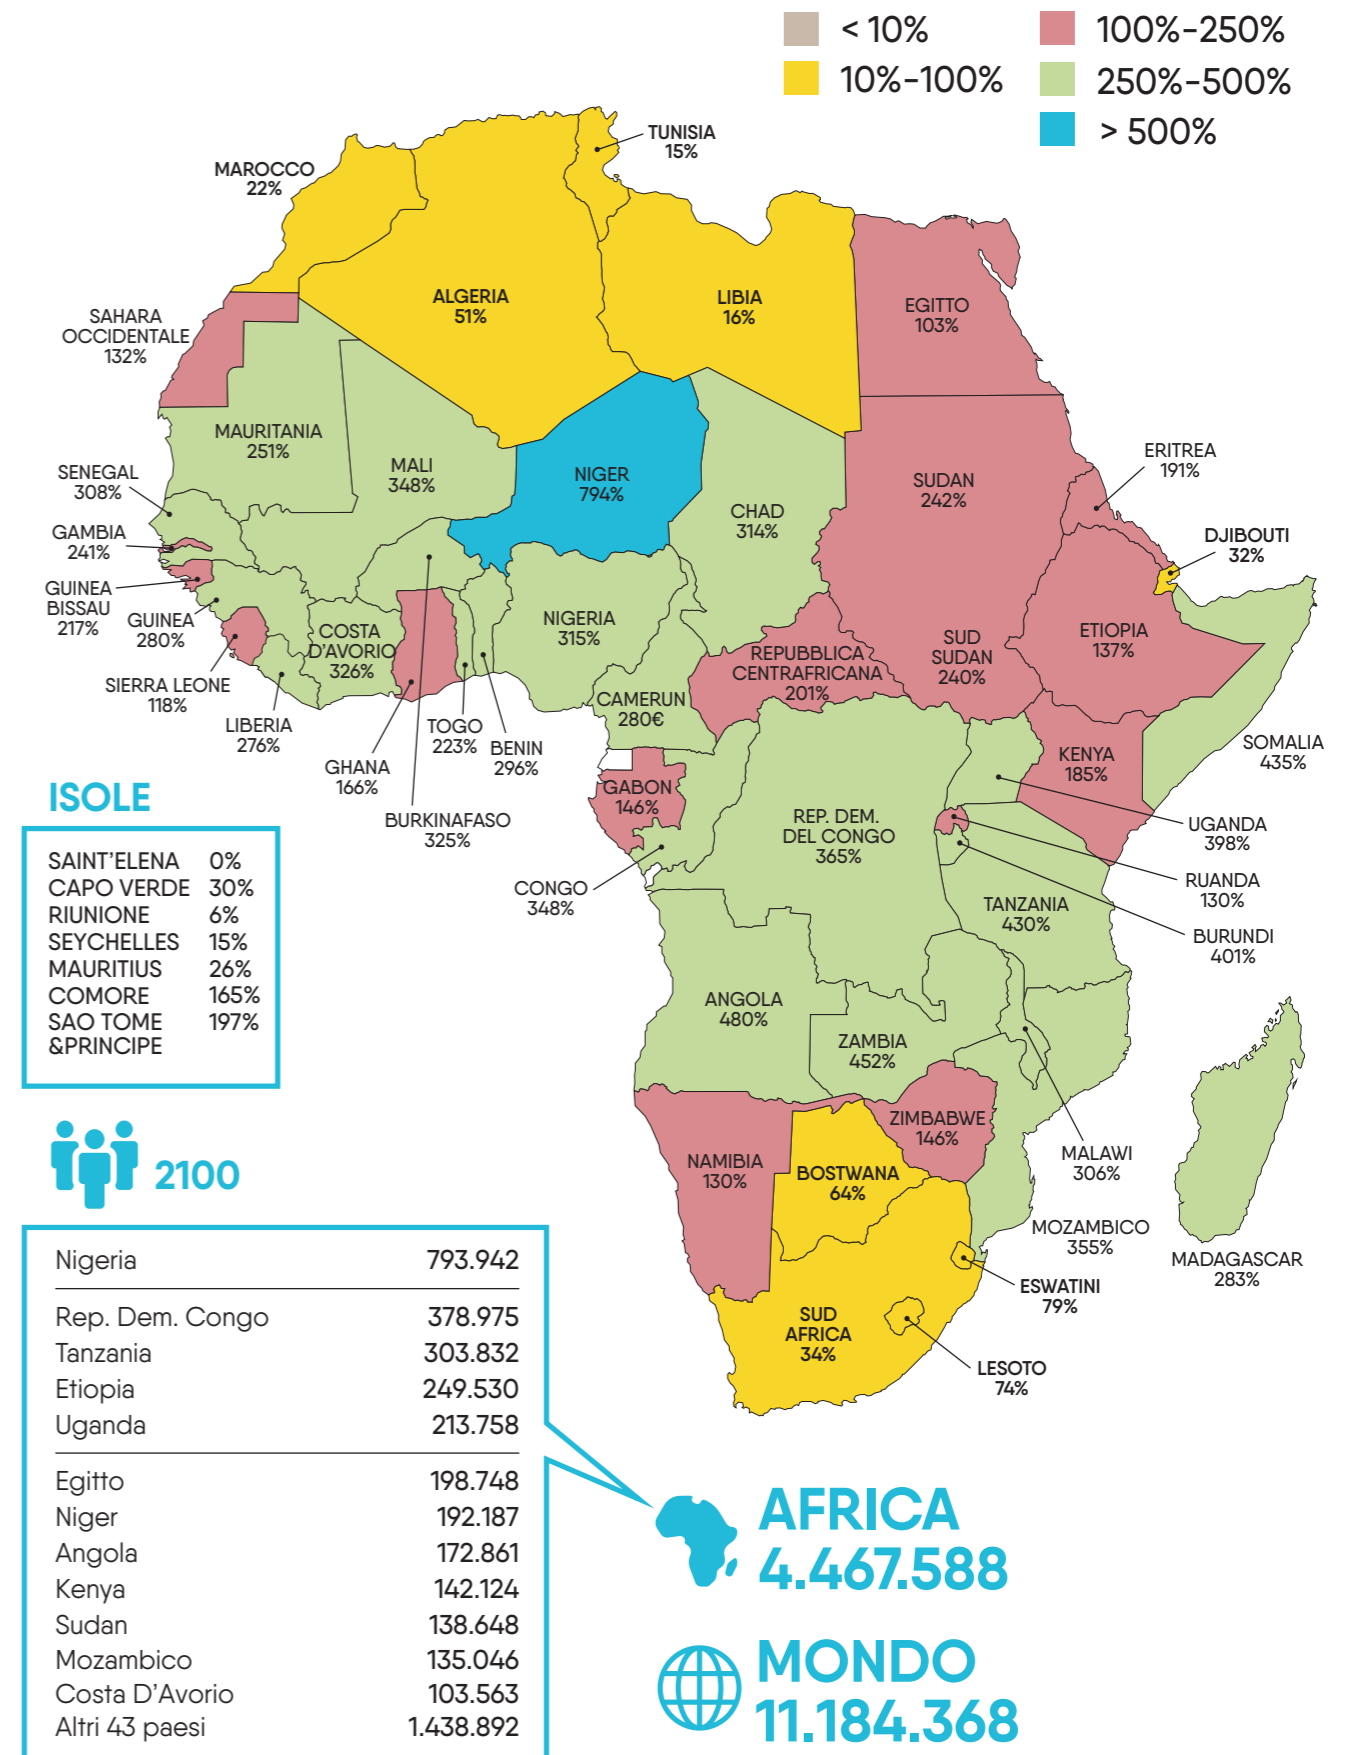 < 10%
10%-100%
100%-250%
250%-500%
> 500%
TUNISIA
15%
MAROCCO
22%
ALGERIA
51%
LIBIA
16%
EGITTO
103%
SAHARA
OCCIDENTALE
132%
MAURITANIA
251%
MALI
348%
NIGER
794%
CHAD
314%
SUDAN
242%
ERITREA
191%
SENEGAL
308%
GAMBIA
241%
DJIBOUTI
32%
GUINEA
BISSAU
217%
GUINEA
280%
SIERRA LEONE
118%
LIBERIA
276%
COSTA
D'AVORIO
326%
NIGERIA
315%
ETIOPIA
137%
SUD
SUDAN
240%
REPUBBLICA
CENTRAFRICANA
201%
CAMERUN
280€
GHANA
166%
TOGO
223%
BENIN
296%
BURKINAFASO
325%
GABON
146%
KENYA
185%
SOMALIA
435%
REP. DEM.
DEL CONGO
365%
UGANDA
398%
RUANDA
130%
CONGO
348%
TANZANIA
430%
BURUNDI
401%
ANGOLA
480%
ZAMBIA
452%
ZIMBABWE
146%
MALAWI
306%
NAMIBIA
130%
BOSTWANA
64%
MOZAMBICO
355%
MADAGASCAR
283%
ESWATINI
79%
SUD
AFRICA
34%
LESOTO
74%
ISOLE
SAINT'ELENA 0%
CAPO VERDE 30%
RIUNIONE 6%
SEYCHELLES 15%
MAURITIUS 26%
COMORE 165%
SAO TOME 197%
&PRINCIPE
2100
Nigeria 793.942
Rep. Dem. Congo 378.975
Tanzania 303.832
Etiopia 249.530
Uganda 213.758
Egitto 198.748
Niger 192.187
Angola 172.861
Kenya 142.124
Sudan 138.648
Mozambico 135.046
Costa D'Avorio 103.563
Altri 43 paesi 1.438.892
AFRICA
4.467.588
MONDO
11.184.368